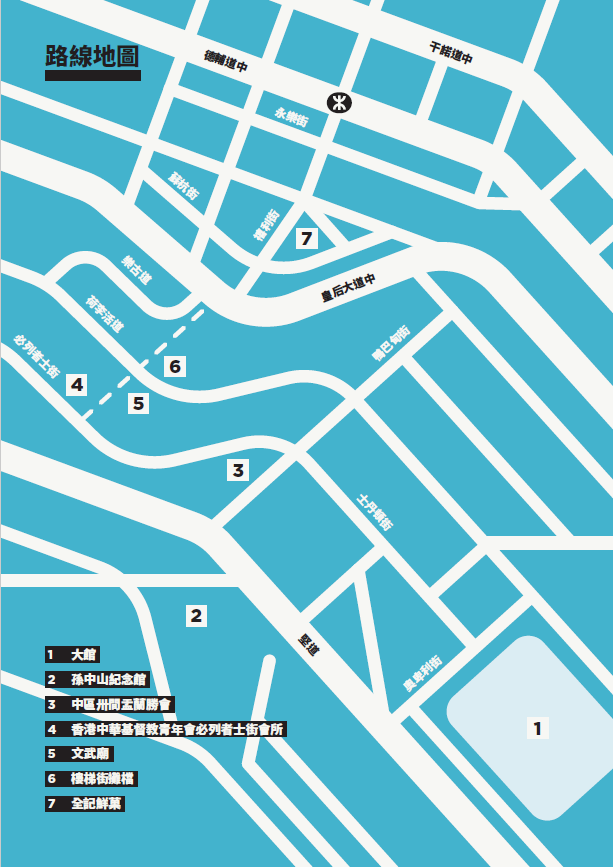 路線地圖
德輔道中
干諾道中
永樂街
蘇杭街
禧利街
7
樂古道
皇后大道中
荷李活道
鴨巴甸街
必列者士街
6
4
5
3
士丹頓街
2
堅道
奧卑利街
1
1 大館
2 孫中山紀念館
3 中區卅間盂蘭勝會
4 香港中華基督教青年會必列者士街會所
5 文武廟
6 樓梯街攤檔
7 全記鮮菓